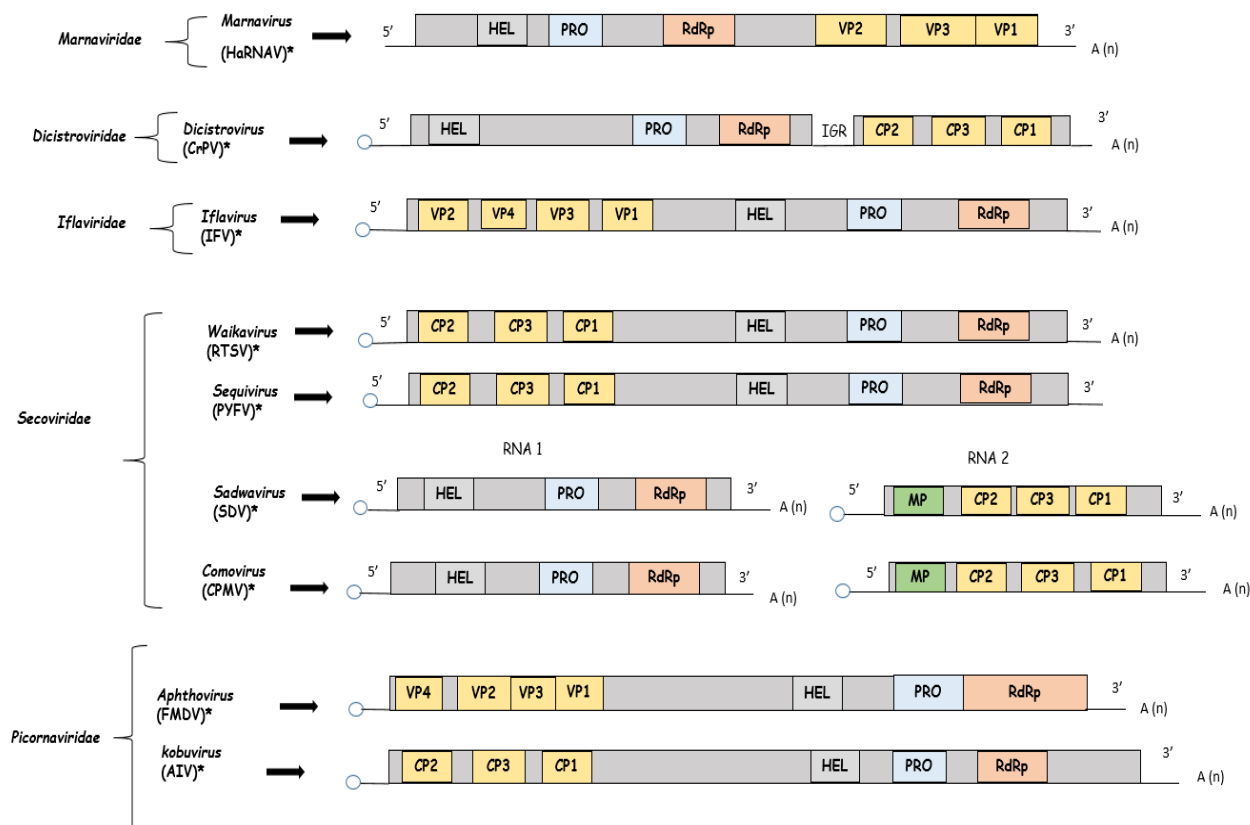 Marnaviridae
Marnavirus
(HaRNAV)*
5’ HEL PRO RdRp VP2 VP3 VP1 3’
A (n)
Dicistroviridae
Dicistrovirus
(CrPV)*
5’ HEL PRO RdRp IGR CP2 CP3 CP1 3’
A (n)
Iflaviridae
Iflavirus
(IFV)*
5’ VP2 VP4 VP3 VP1 HEL PRO RdRp 3’
A (n)
Secoviridae
Waikavirus
(RTSV)*
5’ CP2 CP3 CP1 HEL PRO RdRp 3’
A (n)
Sequivirus
(PYFV)*
5’ CP2 CP3 CP1 HEL PRO RdRp 3’
RNA 1 RNA 2
Sadwavirus
(SDV)*
5’ HEL PRO RdRp 3’
A (n)
5’ MP CP2 CP3 CP1 3’
A (n)
Comovirus
(CPMV)*
5’ HEL PRO RdRp 3’
A (n)
5’ MP CP2 CP3 CP1 3’
A (n)
Picornaviridae
Aphthovirus
(FMDV)*
VP4 VP2 VP3 VP1 HEL PRO RdRp 3’
5’
A (n)
kobuvirus
(AIV)*
5’ CP2 CP3 CP1 HEL PRO RdRp 3’
A (n)